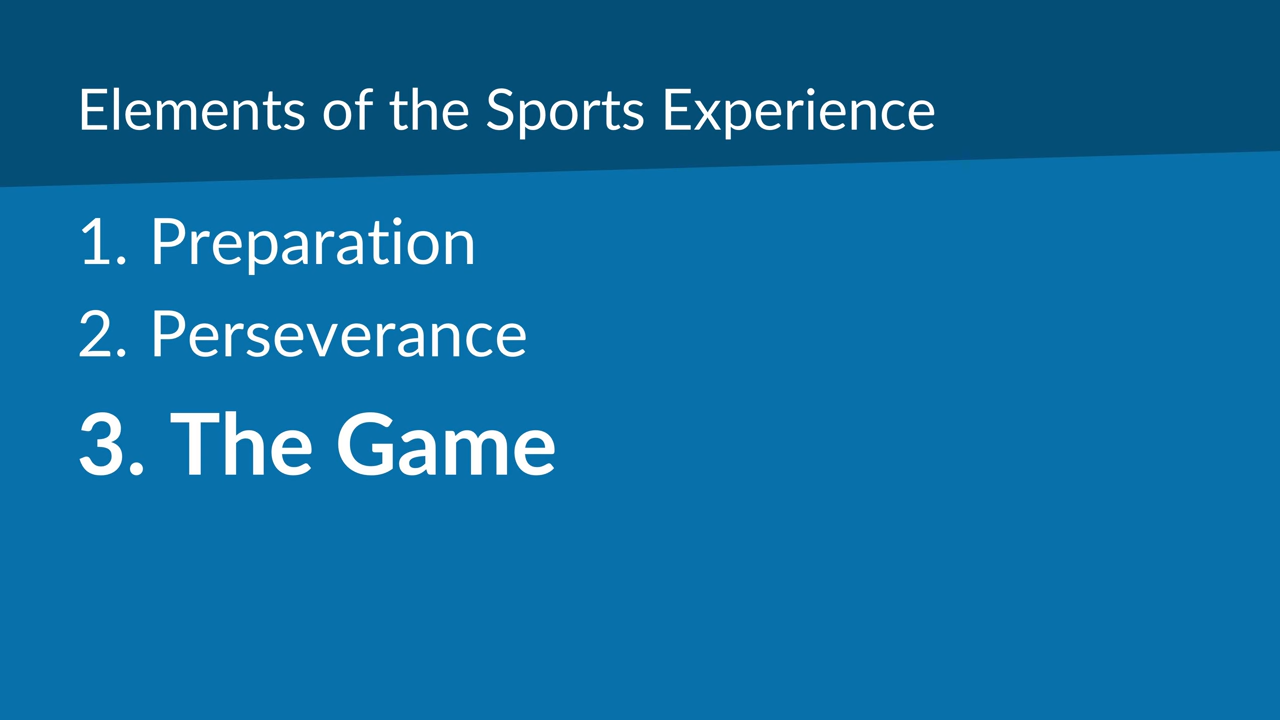 Elements of the Sports Experience
1. Preparation
2. Perseverance
3. The Game